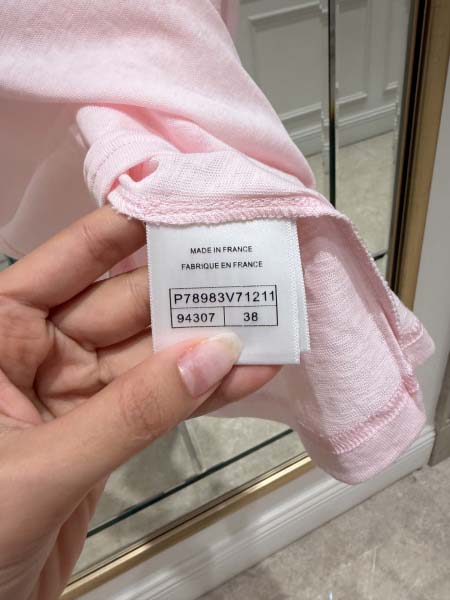 MADE IN FRANCE
FABRIQUE EN FRANCE
P78983V71211
94307 38